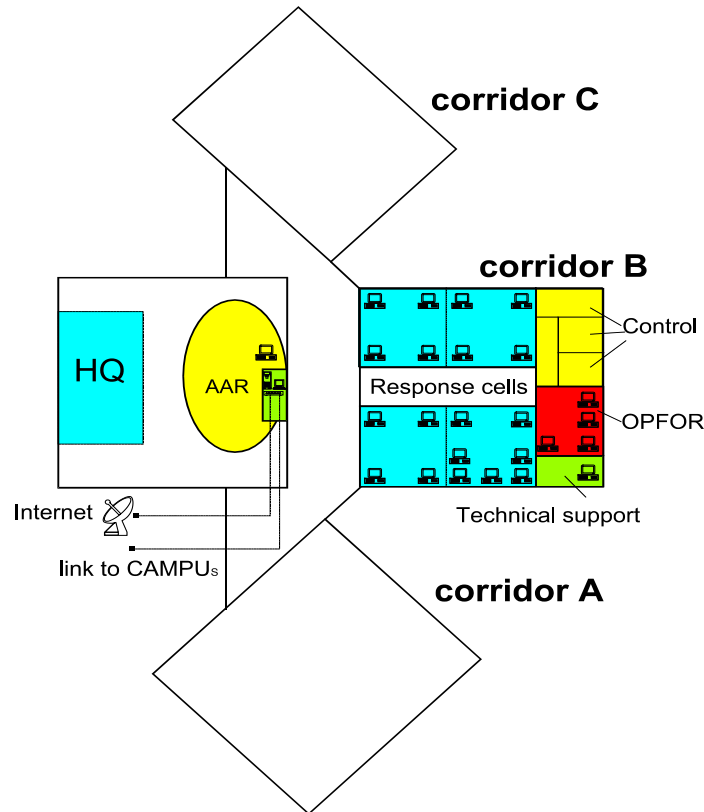 corridor C
corridor B
Control
HQ
AAR
Response cells
OPFOR
Internet
Technical support
link to CAMPUs
corridor A